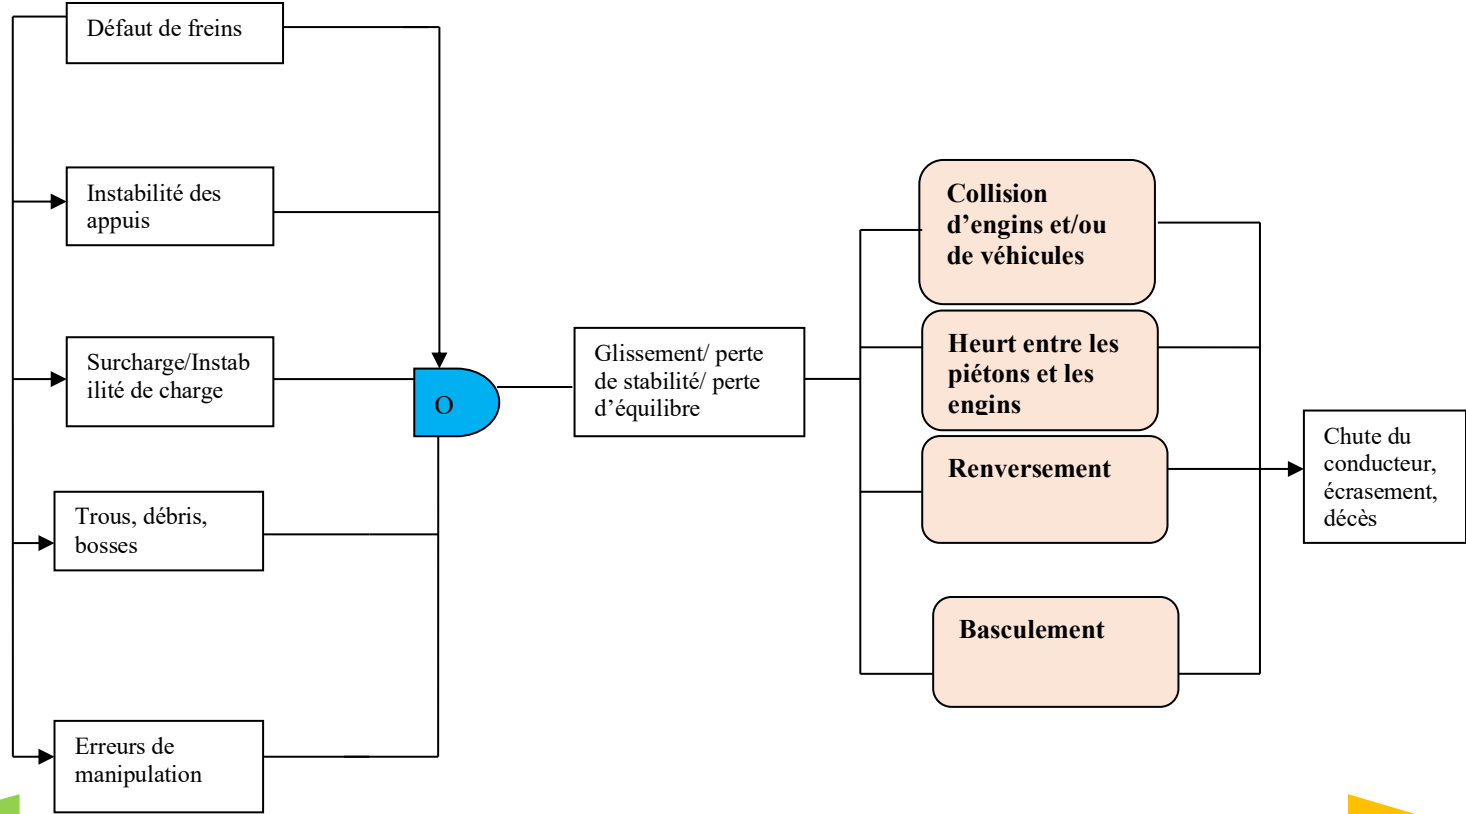 Défaut de freins
Instabilité des
appuis
Surcharge/Instab
ilité de charge
Trous, débris,
bosses
Erreurs de
manipulation
O
Glissement/ perte
de stabilité/ perte
d’équilibre
Collision
d’engins et/ou
de véhicules
Heurt entre les
piétons et les
engins
Renversement
Basculement
Chute du
conducteur,
écrasement,
décès